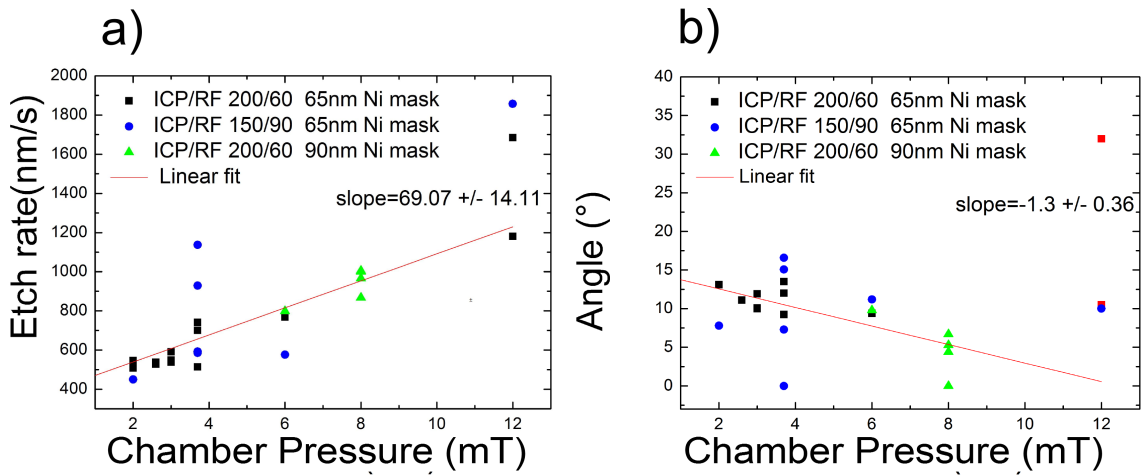 a)
Etch rate(nm/s)
2000
1800
1600
1400
1200
1000
800
600
400
ICP/RF 200/60 65nm Ni mask
ICP/RF 150/90 65nm Ni mask
ICP/RF 200/60 90nm Ni mask
Linear fit
slope=69.07 +/- 14.11
2 4 6 8 10 12
Chamber Pressure (mT)
b)
Angle (°)
40
35
30
25
20
15
10
5
0
ICP/RF 200/60 65nm Ni mask
ICP/RF 150/90 65nm Ni mask
ICP/RF 200/60 90nm Ni mask
Linear fit
slope=-1.3 +/- 0.36
2 4 6 8 10 12
Chamber Pressure (mT)